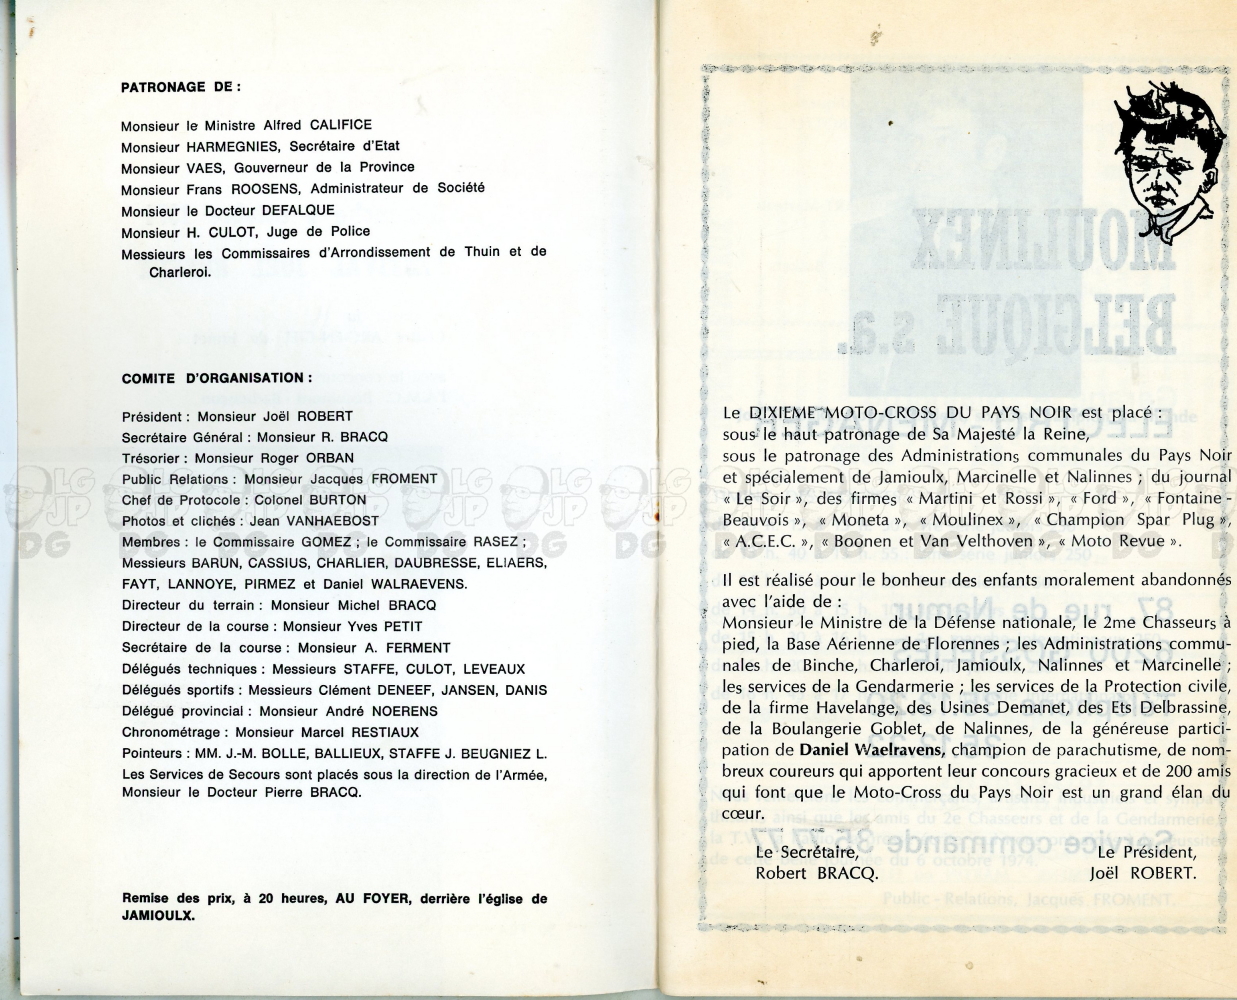 PATRONAGE DE :
Monsieur le Ministre Alfred CALIFICE
Monsieur HARMEGNIES, Secrétaire d'Etat
Monsieur VAES, Gouverneur de la Province
Monsieur Frans ROOSENS, Administrateur de Société
Monsieur le Docteur DEFALQUE
Monsieur H. CULOT, Juge de Police
Messieurs les Commissaires d'Arrondissement de Thuin et de
Charleroi.
COMITE D'ORGANISATION :
Président : Monsieur Joël ROBERT
Secrétaire Général : Monsieur R. BRACQ
Trésorier : Monsieur Roger ORBAN
Public Relations : Monsieur Jacques FROMENT
Chef de Protocole : Colonel BURTON
Photos et clichés : Jean VANHAEBOST
Membres : le Commissaire GOMEZ ; le Commissaire RASEZ ;
Messieurs BARUN, CASSIUS, CHARLIER, DAUBRESSE, ELIAERS,
FAYT, LANNOYE, PIRMEZ et Daniel WALRAEVENS.
Directeur du terrain : Monsieur Michel BRACQ
Directeur de la course : Monsieur Yves PETIT
Secrétaire de la course : Monsieur A. FERMENT
Délégués techniques : Messieurs STAFFE, CULOT, LEVEAUX
Délégués sportifs : Messieurs Clément DENEEF, JANSEN, DANIS
Délégué provincial : Monsieur André NOERENS
Chronométrage : Monsieur Marcel RESTIAUX
Pointeurs : MM. J.-M. BOLLE, BALLIEUX, STAFFE J. BEUGNIEZ L.
Les Services de Secours sont placés sous la direction de l'Armée,
Monsieur le Docteur Pierre BRACQ.
Remise des prix, à 20 heures, AU FOYER, derrière l'église de
JAMIOULX.
Le DIXIEME MOTO-CROSS DU PAYS NOIR est placé :
sous le haut patronage de Sa Majesté la Reine,
sous le patronage des Administrations communales du Pays Noir
et spécialement de Jamioulx, Marcinelle et Nalinnes ; du journal
« Le Soir », des firmes « Martini et Rossi », « Ford », « Fontaine-
Beauvois », « Moneta », « Moulinex », « Champion Spar Plug »,
« A.C.E.C. », « Boonen et Van Velthoven », « Moto Revue ».
Il est réalisé pour le bonheur des enfants moralement abandonnés
avec l'aide de :
Monsieur le Ministre de la Défense nationale, le 2me Chasseurs à
pied, la Base Aérienne de Florennes ; les Administrations commu-
nales de Binche, Charleroi, Jamioulx, Nalinnes et Marcinelle ;
les services de la Gendarmerie ; les services de la Protection civile,
de la firme Havelange, des Usines Demanet, des Ets Delbrassine,
de la Boulangerie Goblet, de Nalinnes, de la généreuse partici-
pation de Daniel Waelravens, champion de parachutisme, de nom-
breux coureurs qui apportent leur concours gracieux et de 200 amis
qui font que le Moto-Cross du Pays Noir est un grand élan du
cœur.
Le Secrétaire,
Robert BRACQ.
Le Président,
Joël ROBERT.